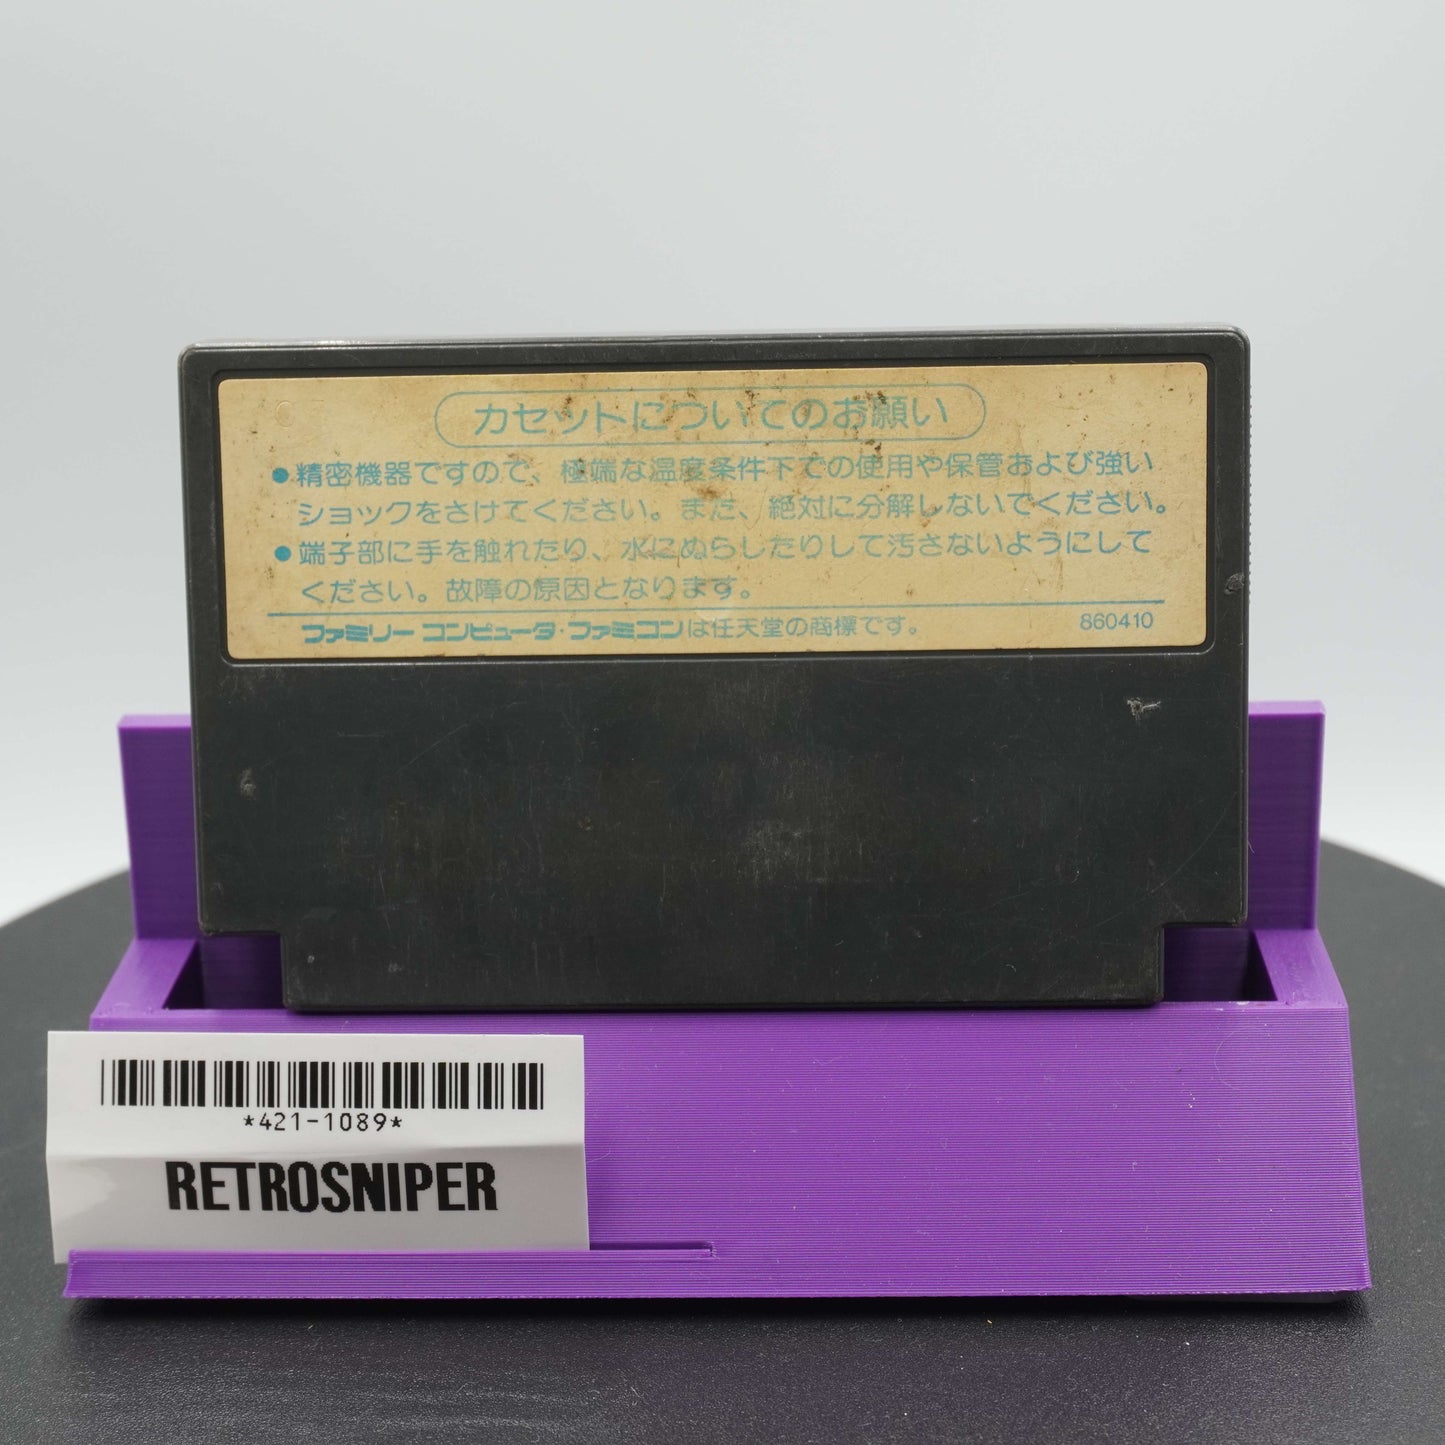 カセットについてのお願い
●精密機器ですので、極端な温度条件下での使用や保管および強い
ショックをさけてください。また、絶対に分解しないでください。
●端子部に手を触れたり、水にぬらしたりして汚さないようにして
ください。故障の原因となります。
ファミリー コンピュータ・ファミコンは任天堂の商標です。 860410
*421-1089*
RETROSNIPER